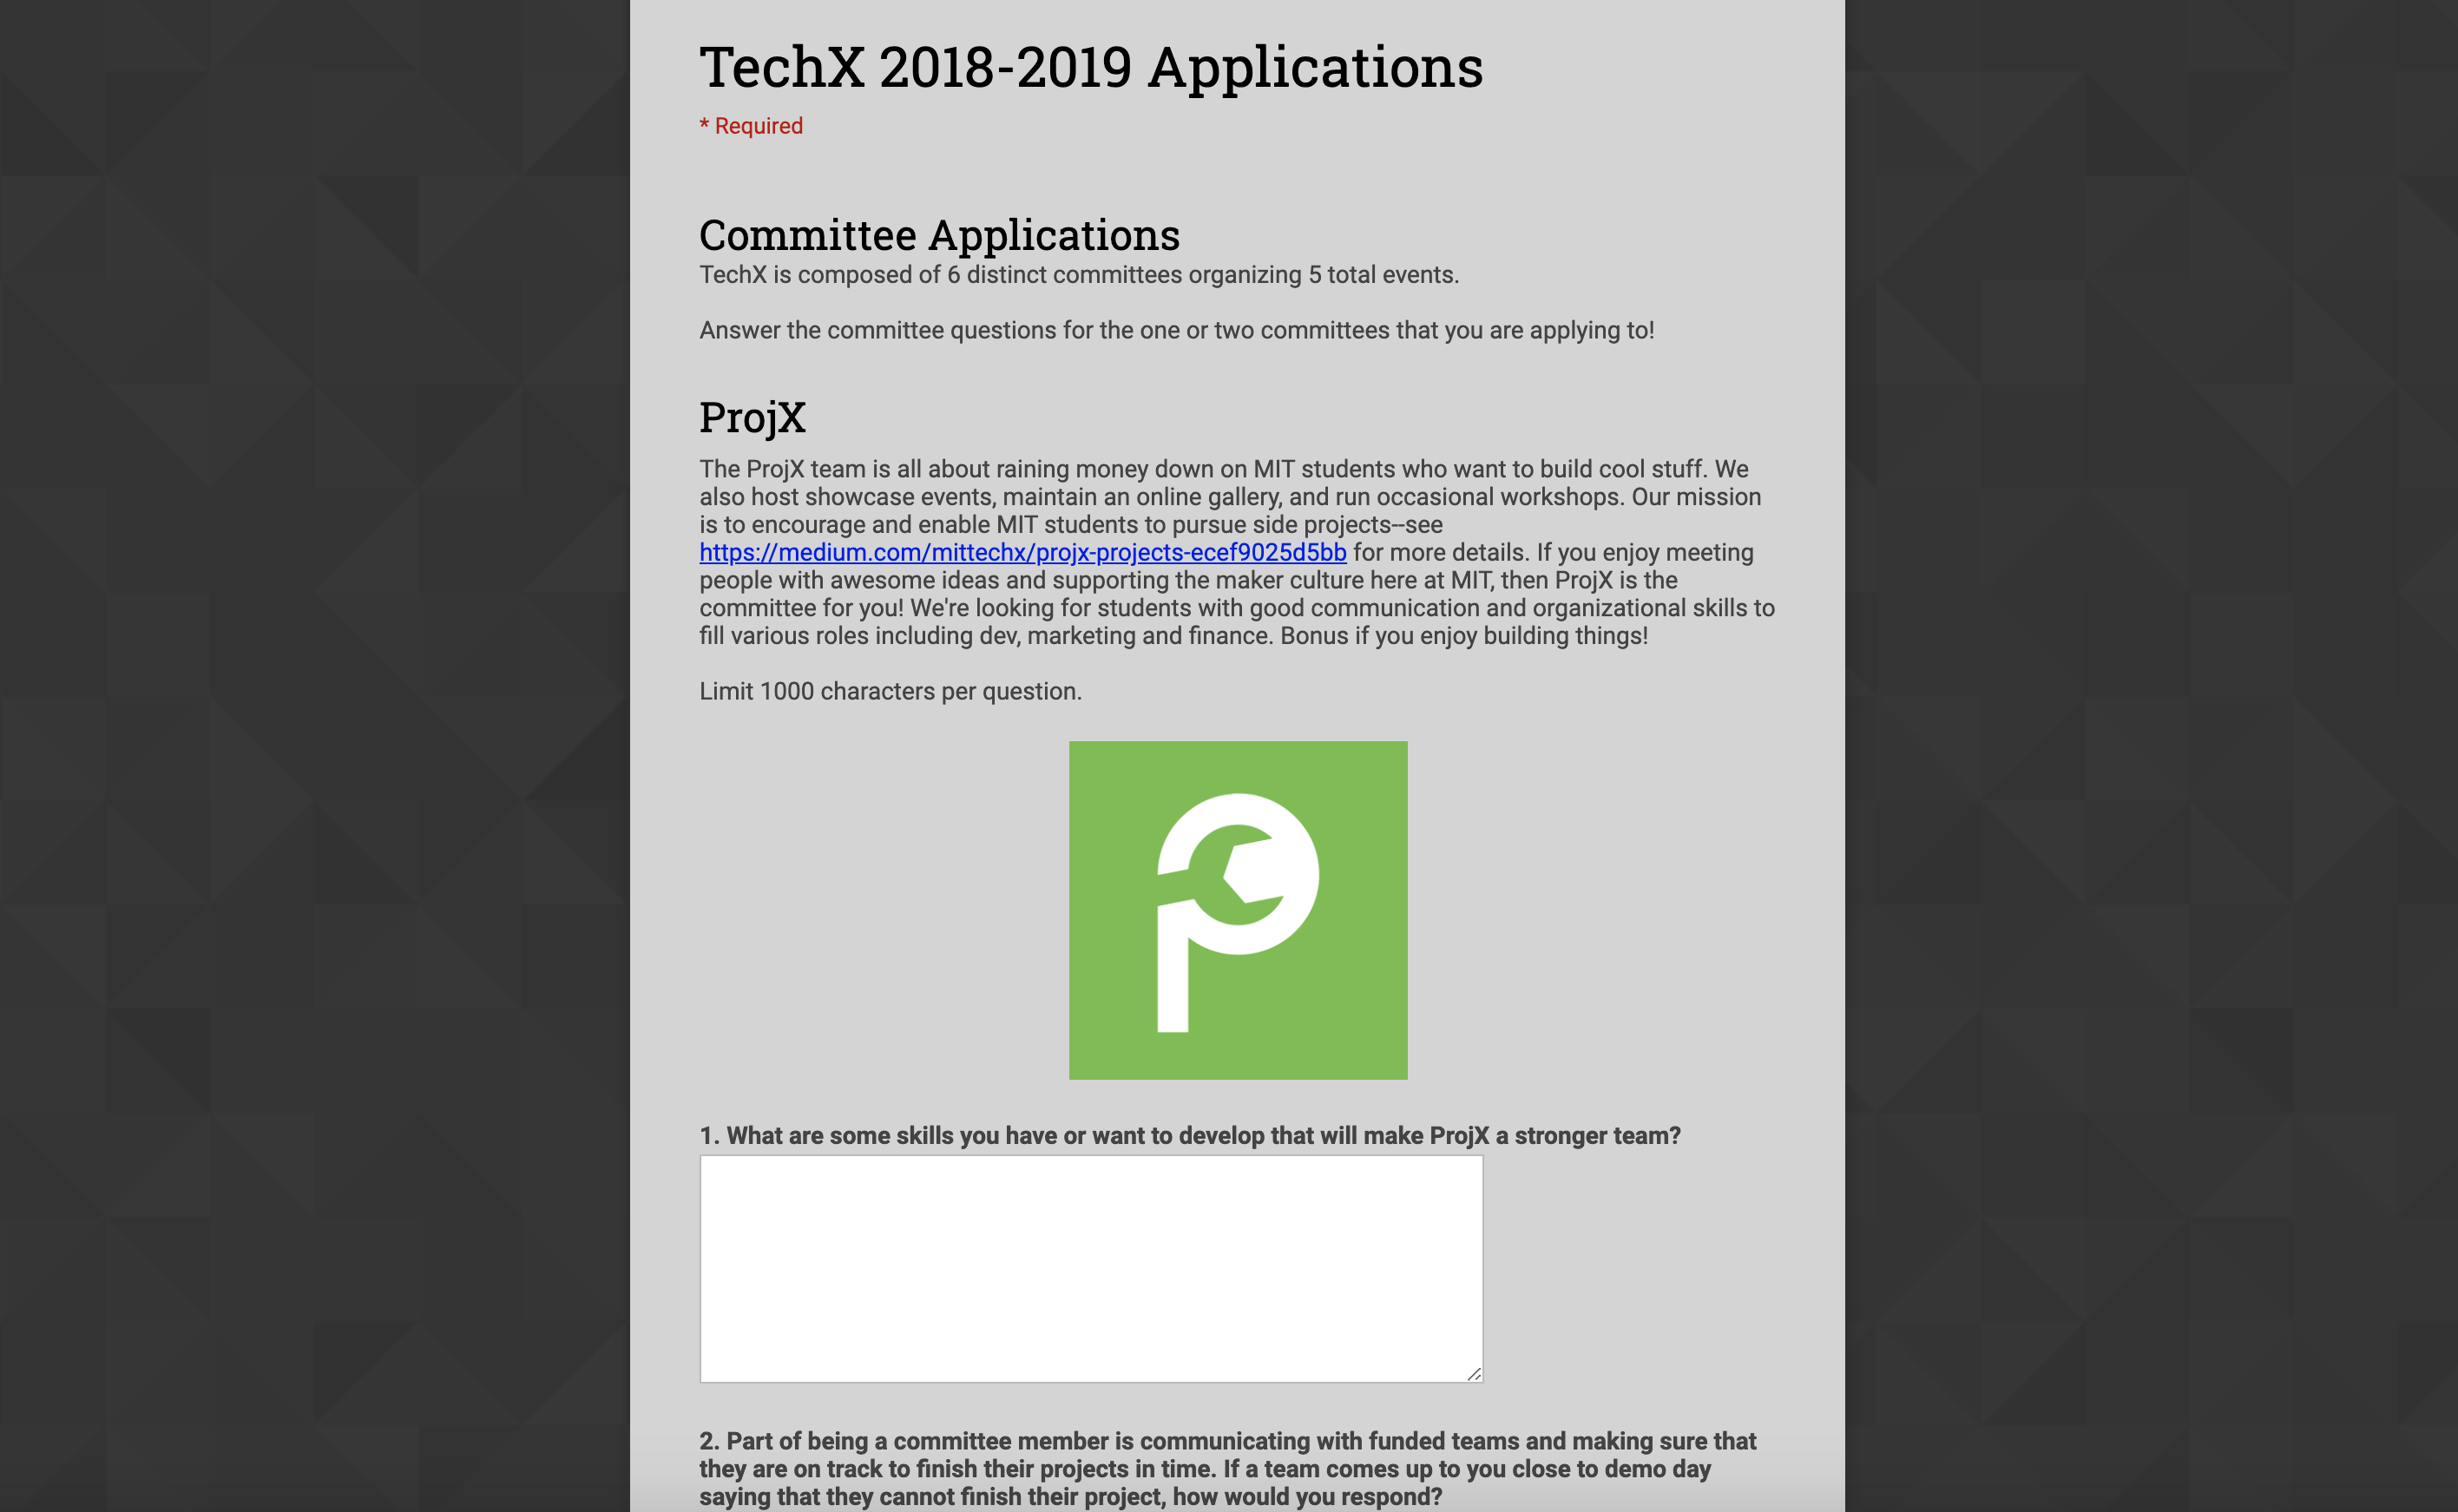 TechX 2018-2019 Applications
* Required
Committee Applications
TechX is composed of 6 distinct committees organizing 5 total events.
Answer the committee questions for the one or two committees that you are applying to!
ProjX
The ProjX team is all about raining money down on MIT students who want to build cool stuff. We
also host showcase events, maintain an online gallery, and run occasional workshops. Our mission
is to encourage and enable MIT students to pursue side projects--see
https://medium.com/mittechx/projx-projects-ecef9025d5bb for more details. If you enjoy meeting
people with awesome ideas and supporting the maker culture here at MIT, then ProjX is the
committee for you! We're looking for students with good communication and organizational skills to
fill various roles including dev, marketing and finance. Bonus if you enjoy building things!
Limit 1000 characters per question.
1. What are some skills you have or want to develop that will make ProjX a stronger team?
2. Part of being a committee member is communicating with funded teams and making sure that
they are on track to finish their projects in time. If a team comes up to you close to demo day
saying that they cannot finish their project, how would you respond?